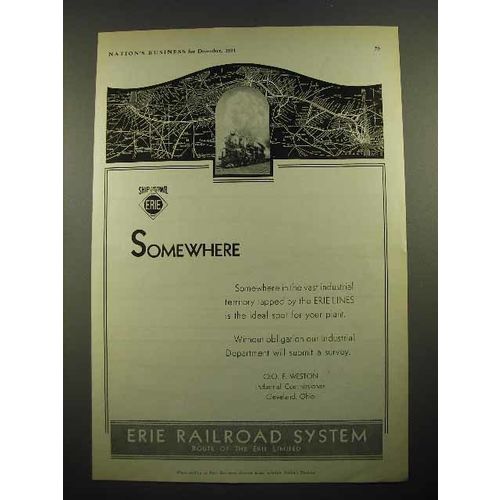 NATION'S BUSINESS for December, 1931
75
ERIE
SOMEWHERE
Somewhere in the vast industrial
territory tapped by the ERIE LINES
is the ideal spot for your plant.
Without obligation our Industrial
Department will submit a survey.
GEO. F. WESTON
Industrial Commissioner
Cleveland, Ohio
ERIE RAILROAD SYSTEM
ROUTE OF THE ERIE LIMITED